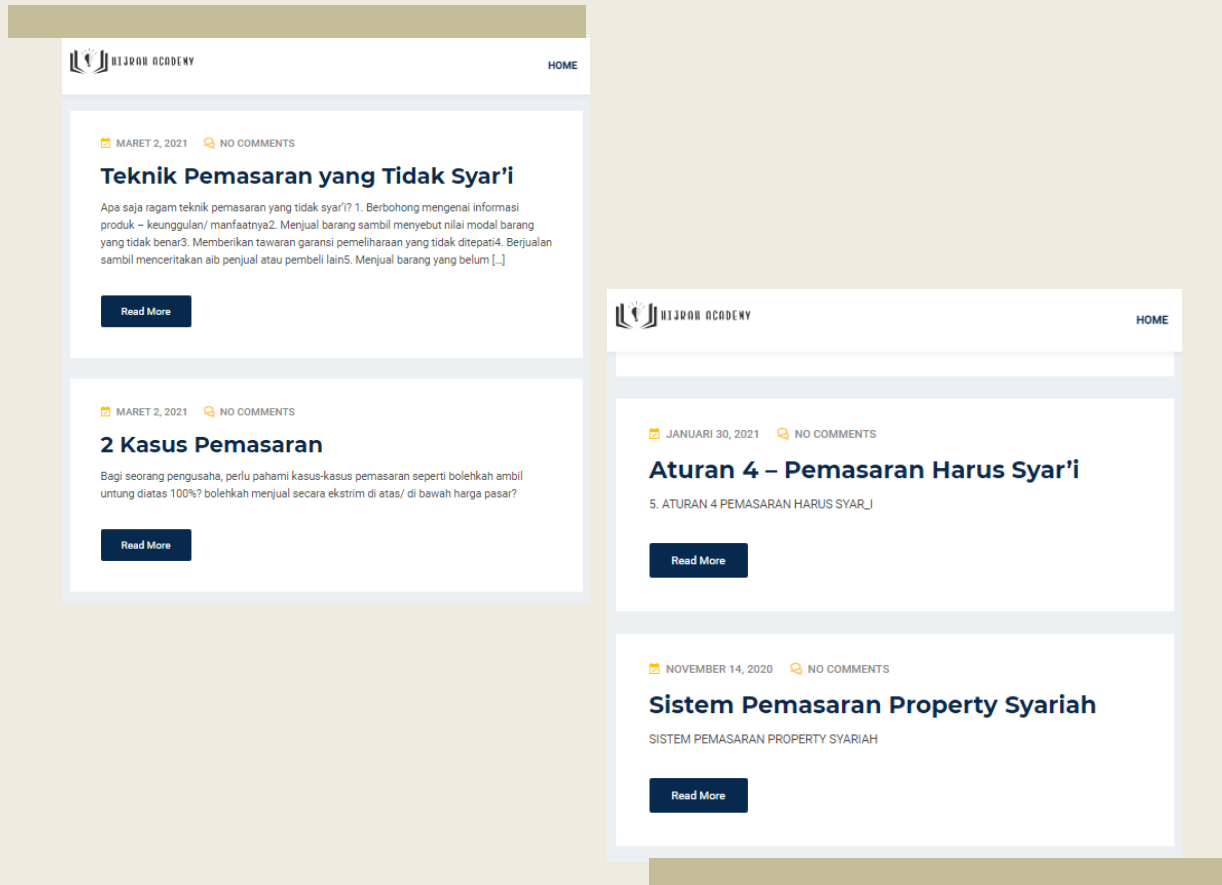 HIJRAH ACADEMY
HOME
MARET 2, 2021 NO COMMENTS
Teknik Pemasaran yang Tidak Syar’i
Apa saja ragam teknik pemasaran yang tidak syar’i? 1. Berbohong mengenai informasi
produk – keunggulan/ manfaatnya2. Menjual barang sambil menyebut nilai modal barang
yang tidak benar3. Memberikan tawaran garansi pemeliharaan yang tidak ditepati4. Berjualan
sambil menceritakan aib penjual atau pembeli lain5. Menjual barang yang belum [...]
Read More
MARET 2, 2021 NO COMMENTS
2 Kasus Pemasaran
Bagi seorang pengusaha, perlu pahami kasus-kasus pemasaran seperti bolehkah ambil
untung diatas 100%? bolehkah menjual secara ekstrim di atas/ di bawah harga pasar?
Read More
HIJRAH ACADEMY
HOME
JANUARI 30, 2021 NO COMMENTS
Aturan 4 – Pemasaran Harus Syar’i
5. ATURAN 4 PEMASARAN HARUS SYAR_I
Read More
NOVEMBER 14, 2020 NO COMMENTS
Sistem Pemasaran Property Syariah
SISTEM PEMASARAN PROPERTY SYARIAH
Read More